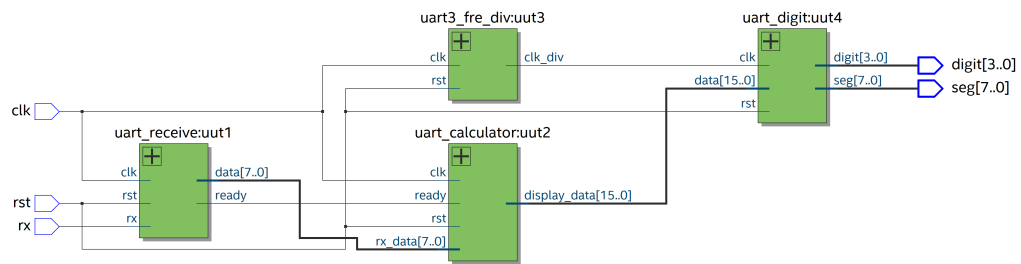 uart3_fre_div:uut3
clk
rst
clk_div
uart_digit:uut4
clk
data[15..0]
rst
digit[3..0]
seg[7..0]
digit[3..0]
seg[7..0]
clk
rst
rx
uart_receive:uut1
clk
rst
rx
data[7..0]
ready
uart_calculator:uut2
clk
ready
rst
rx_data[7..0]
display_data[15..0]